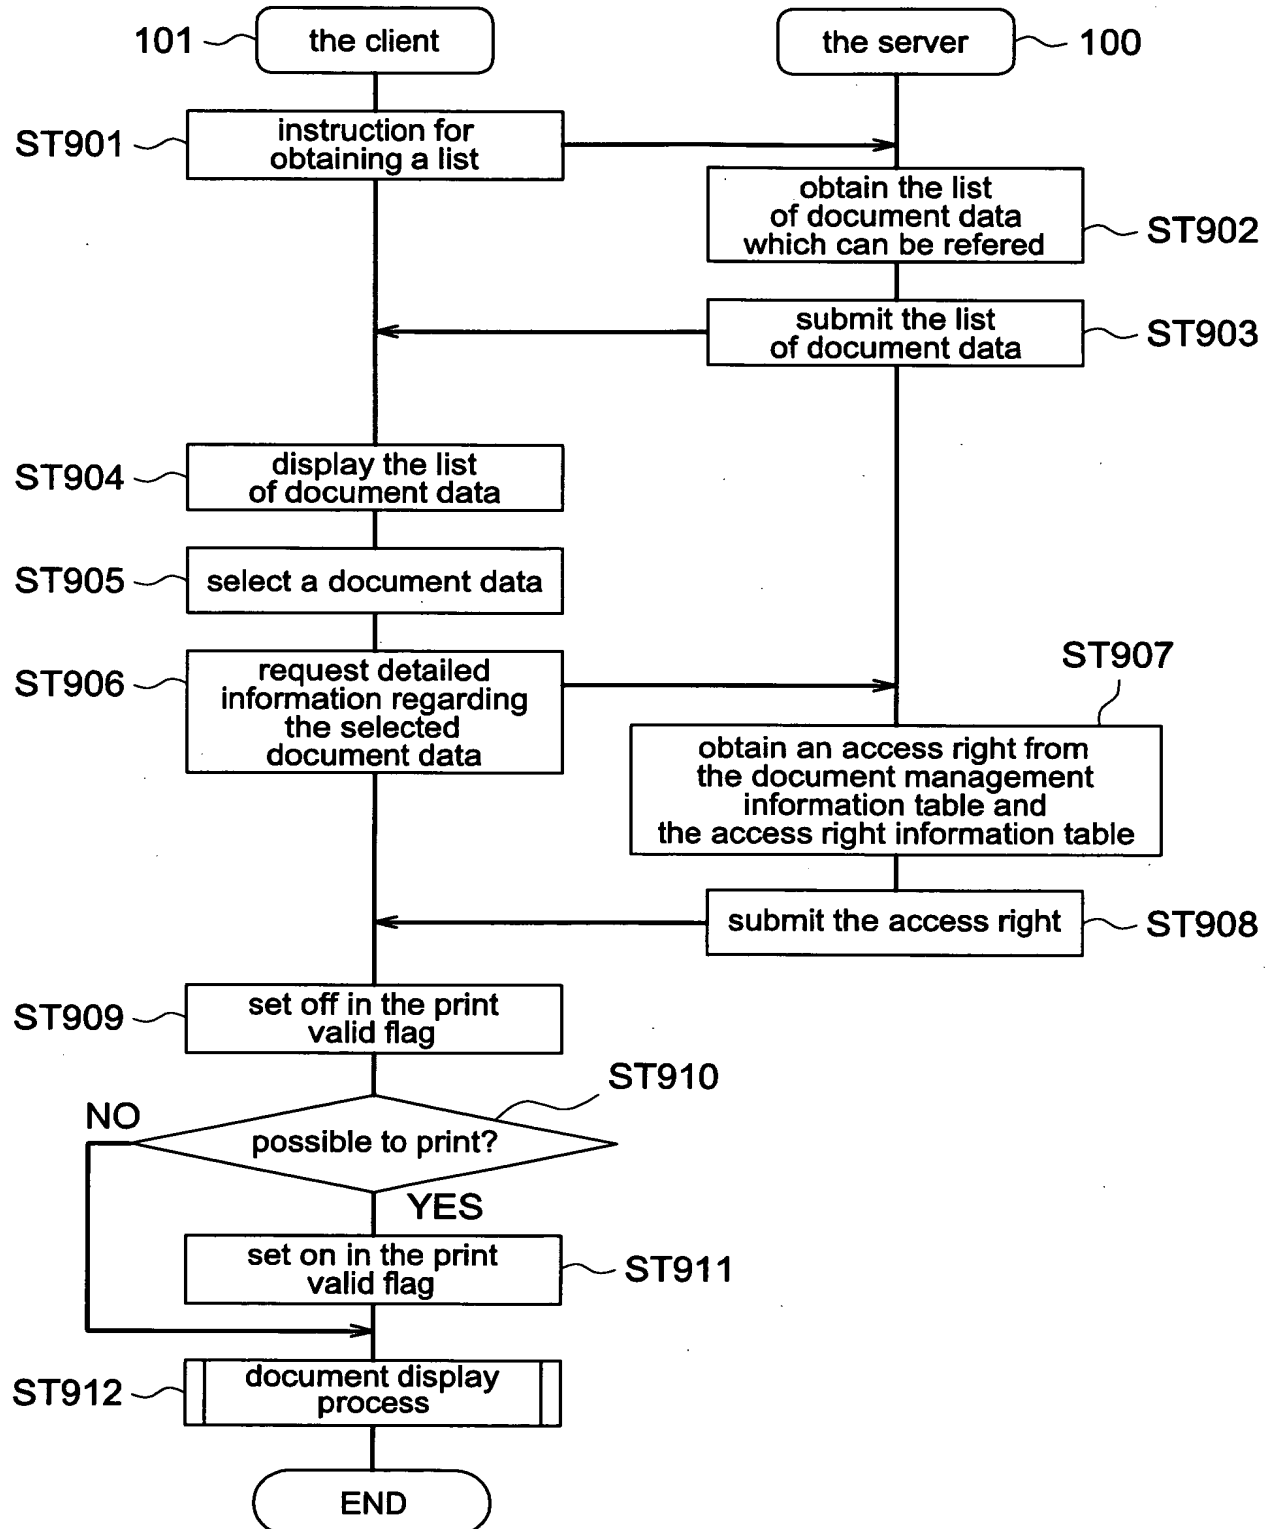 101
the client
the server
100
ST901
instruction for
obtaining a list
obtain the list
of document data
which can be refered
ST902
submit the list
of document data
ST903
ST904
display the list
of document data
ST905
select a document data
ST906
request detailed
information regarding
the selected
document data
ST907
obtain an access right from
the document management
information table and
the access right information table
submit the access right
ST908
ST909
set off in the print
valid flag
ST910
NO
possible to print?
YES
set on in the print
valid flag
ST911
ST912
document display
process
END